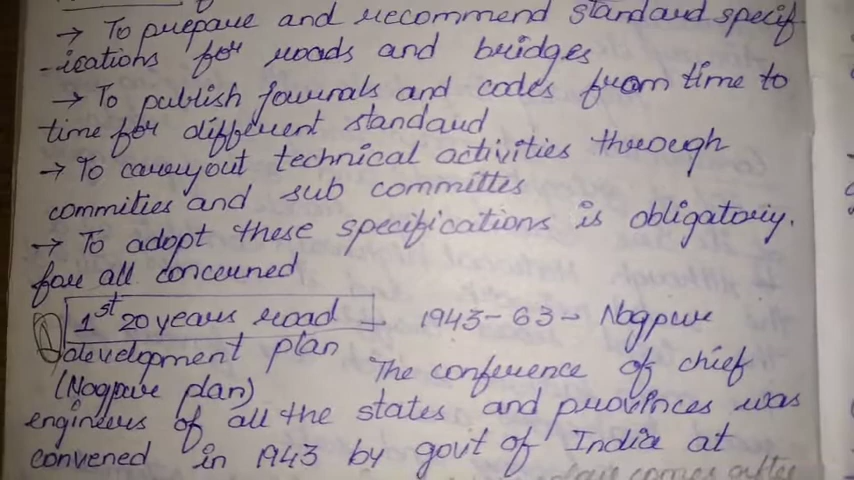 → To prepare and recommend standard specif
-ications for roads and bridges
→ To publish journals and codes from time to
time for different standard
→ To carryout technical activities through
commities and sub committes
→ To adopt these specifications is obligatory.
for all concerned
1st 20 years road - 1943-63- Nagpur
development plan
(Nagpur plan) The conference of chief
engineers of all the states and provinces was
convened in 1943 by govt of India at